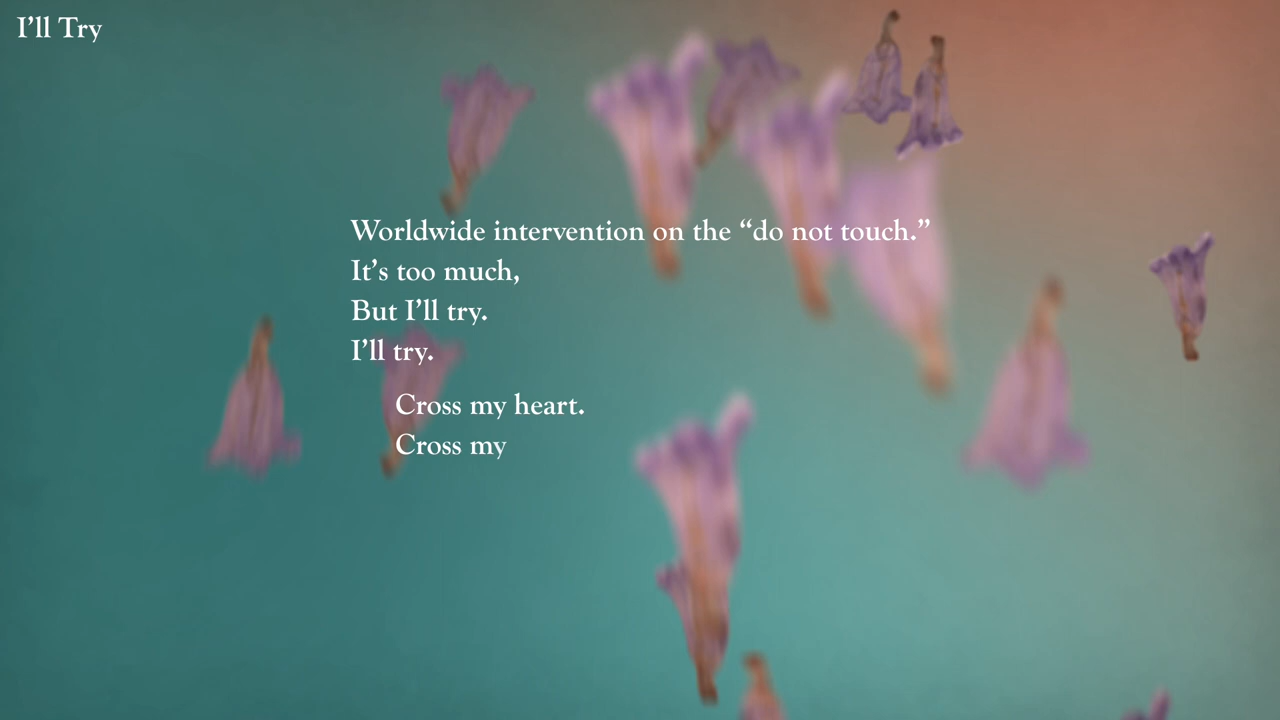 I’ll Try
Worldwide intervention on the “do not touch.”
It’s too much,
But I’ll try.
I’ll try.
Cross my heart.
Cross my